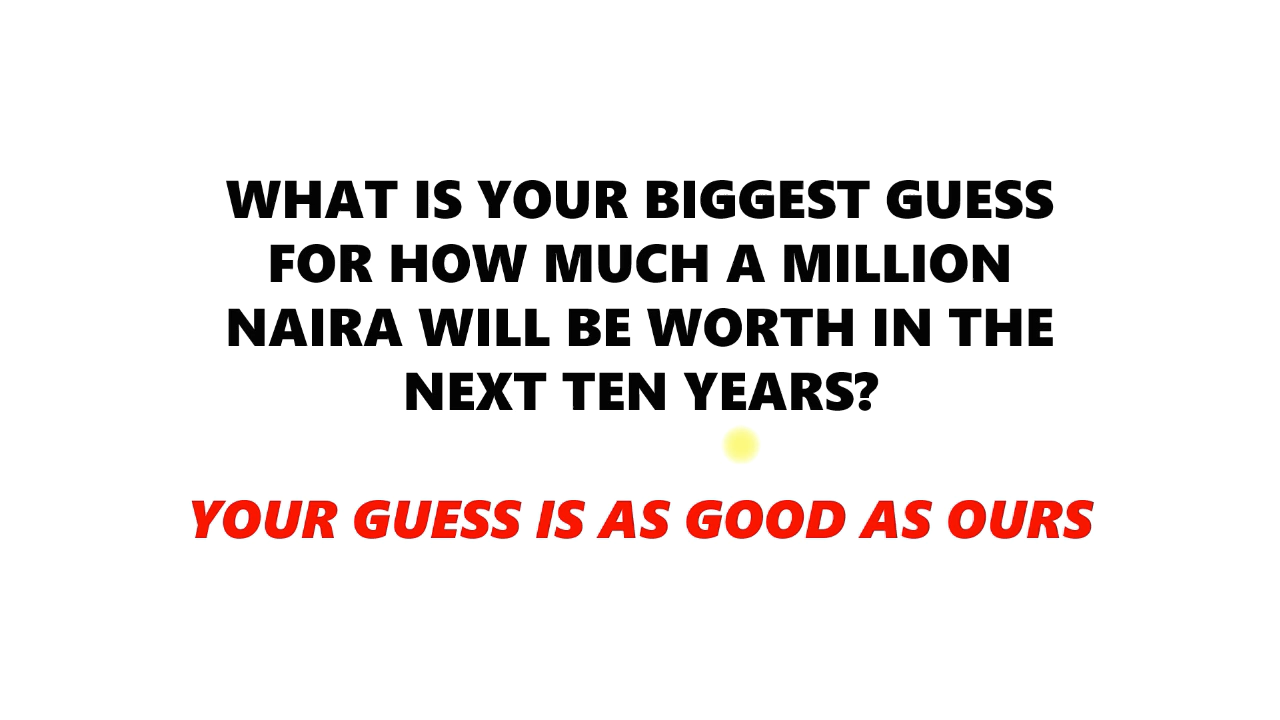 WHAT IS YOUR BIGGEST GUESS
FOR HOW MUCH A MILLION
NAIRA WILL BE WORTH IN THE
NEXT TEN YEARS?
YOUR GUESS IS AS GOOD AS OURS